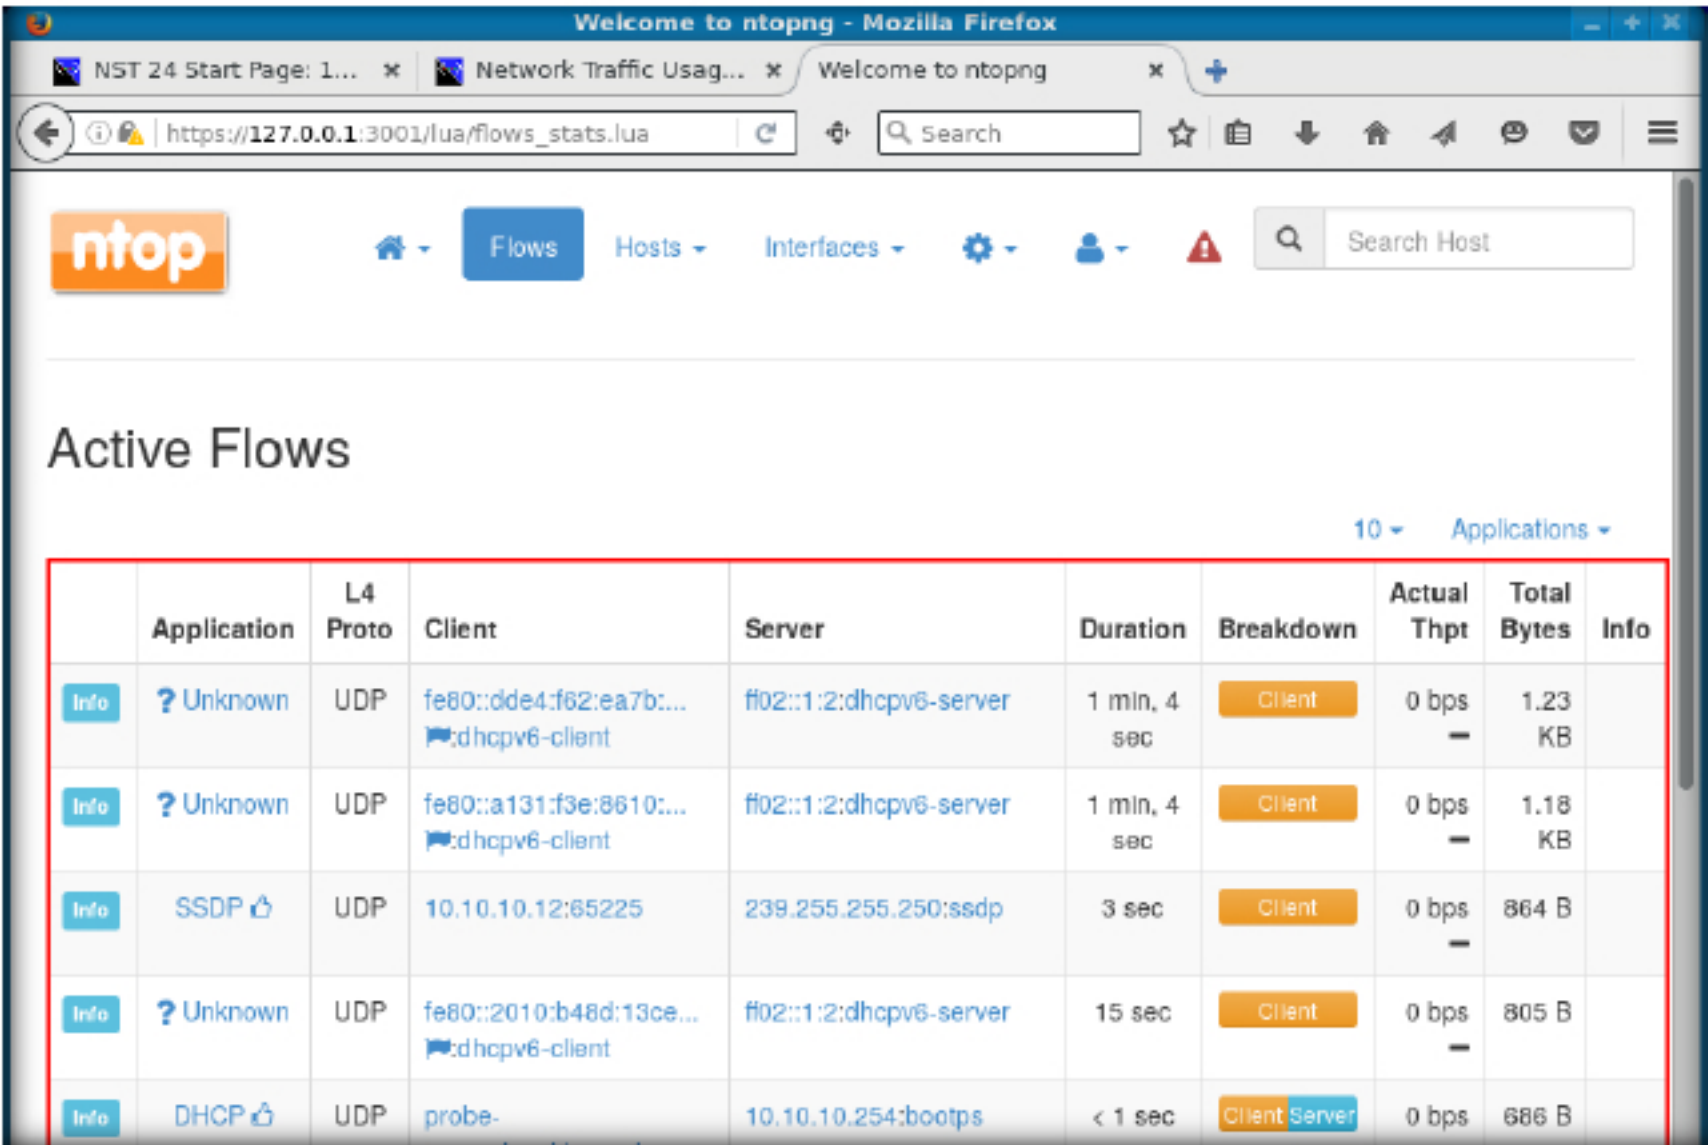 Welcome to ntopng - Mozilla Firefox
NST 24 Start Page: 1... Network Traffic Usag... Welcome to ntopng
https://127.0.0.1:3001/lua/flows_stats.lua Search
ntop Flows Hosts Interfaces Search Host
Active Flows
10 Applications
Application L4 Proto Client Server Duration Breakdown Actual Thpt Total Bytes Info
Info ? Unknown UDP fe80::dde4:f62:ea7b:... ff02::1:2:dhcpv6-server 1 min, 4 Client 0 bps 1.23
:dhcpv6-client sec KB
Info ? Unknown UDP fe80::a131:f3e:8610:... ff02::1:2:dhcpv6-server 1 min, 4 Client 0 bps 1.18
:dhcpv6-client sec KB
Info SSDP UDP 10.10.10.12:65225 239.255.255.250:ssdp 3 sec Client 0 bps 864 B
Info ? Unknown UDP fe80::2010:b48d:13ce... ff02::1:2:dhcpv6-server 15 sec Client 0 bps 805 B
:dhcpv6-client
Info DHCP UDP probe- 10.10.10.254:bootps < 1 sec Client Server 0 bps 686 B